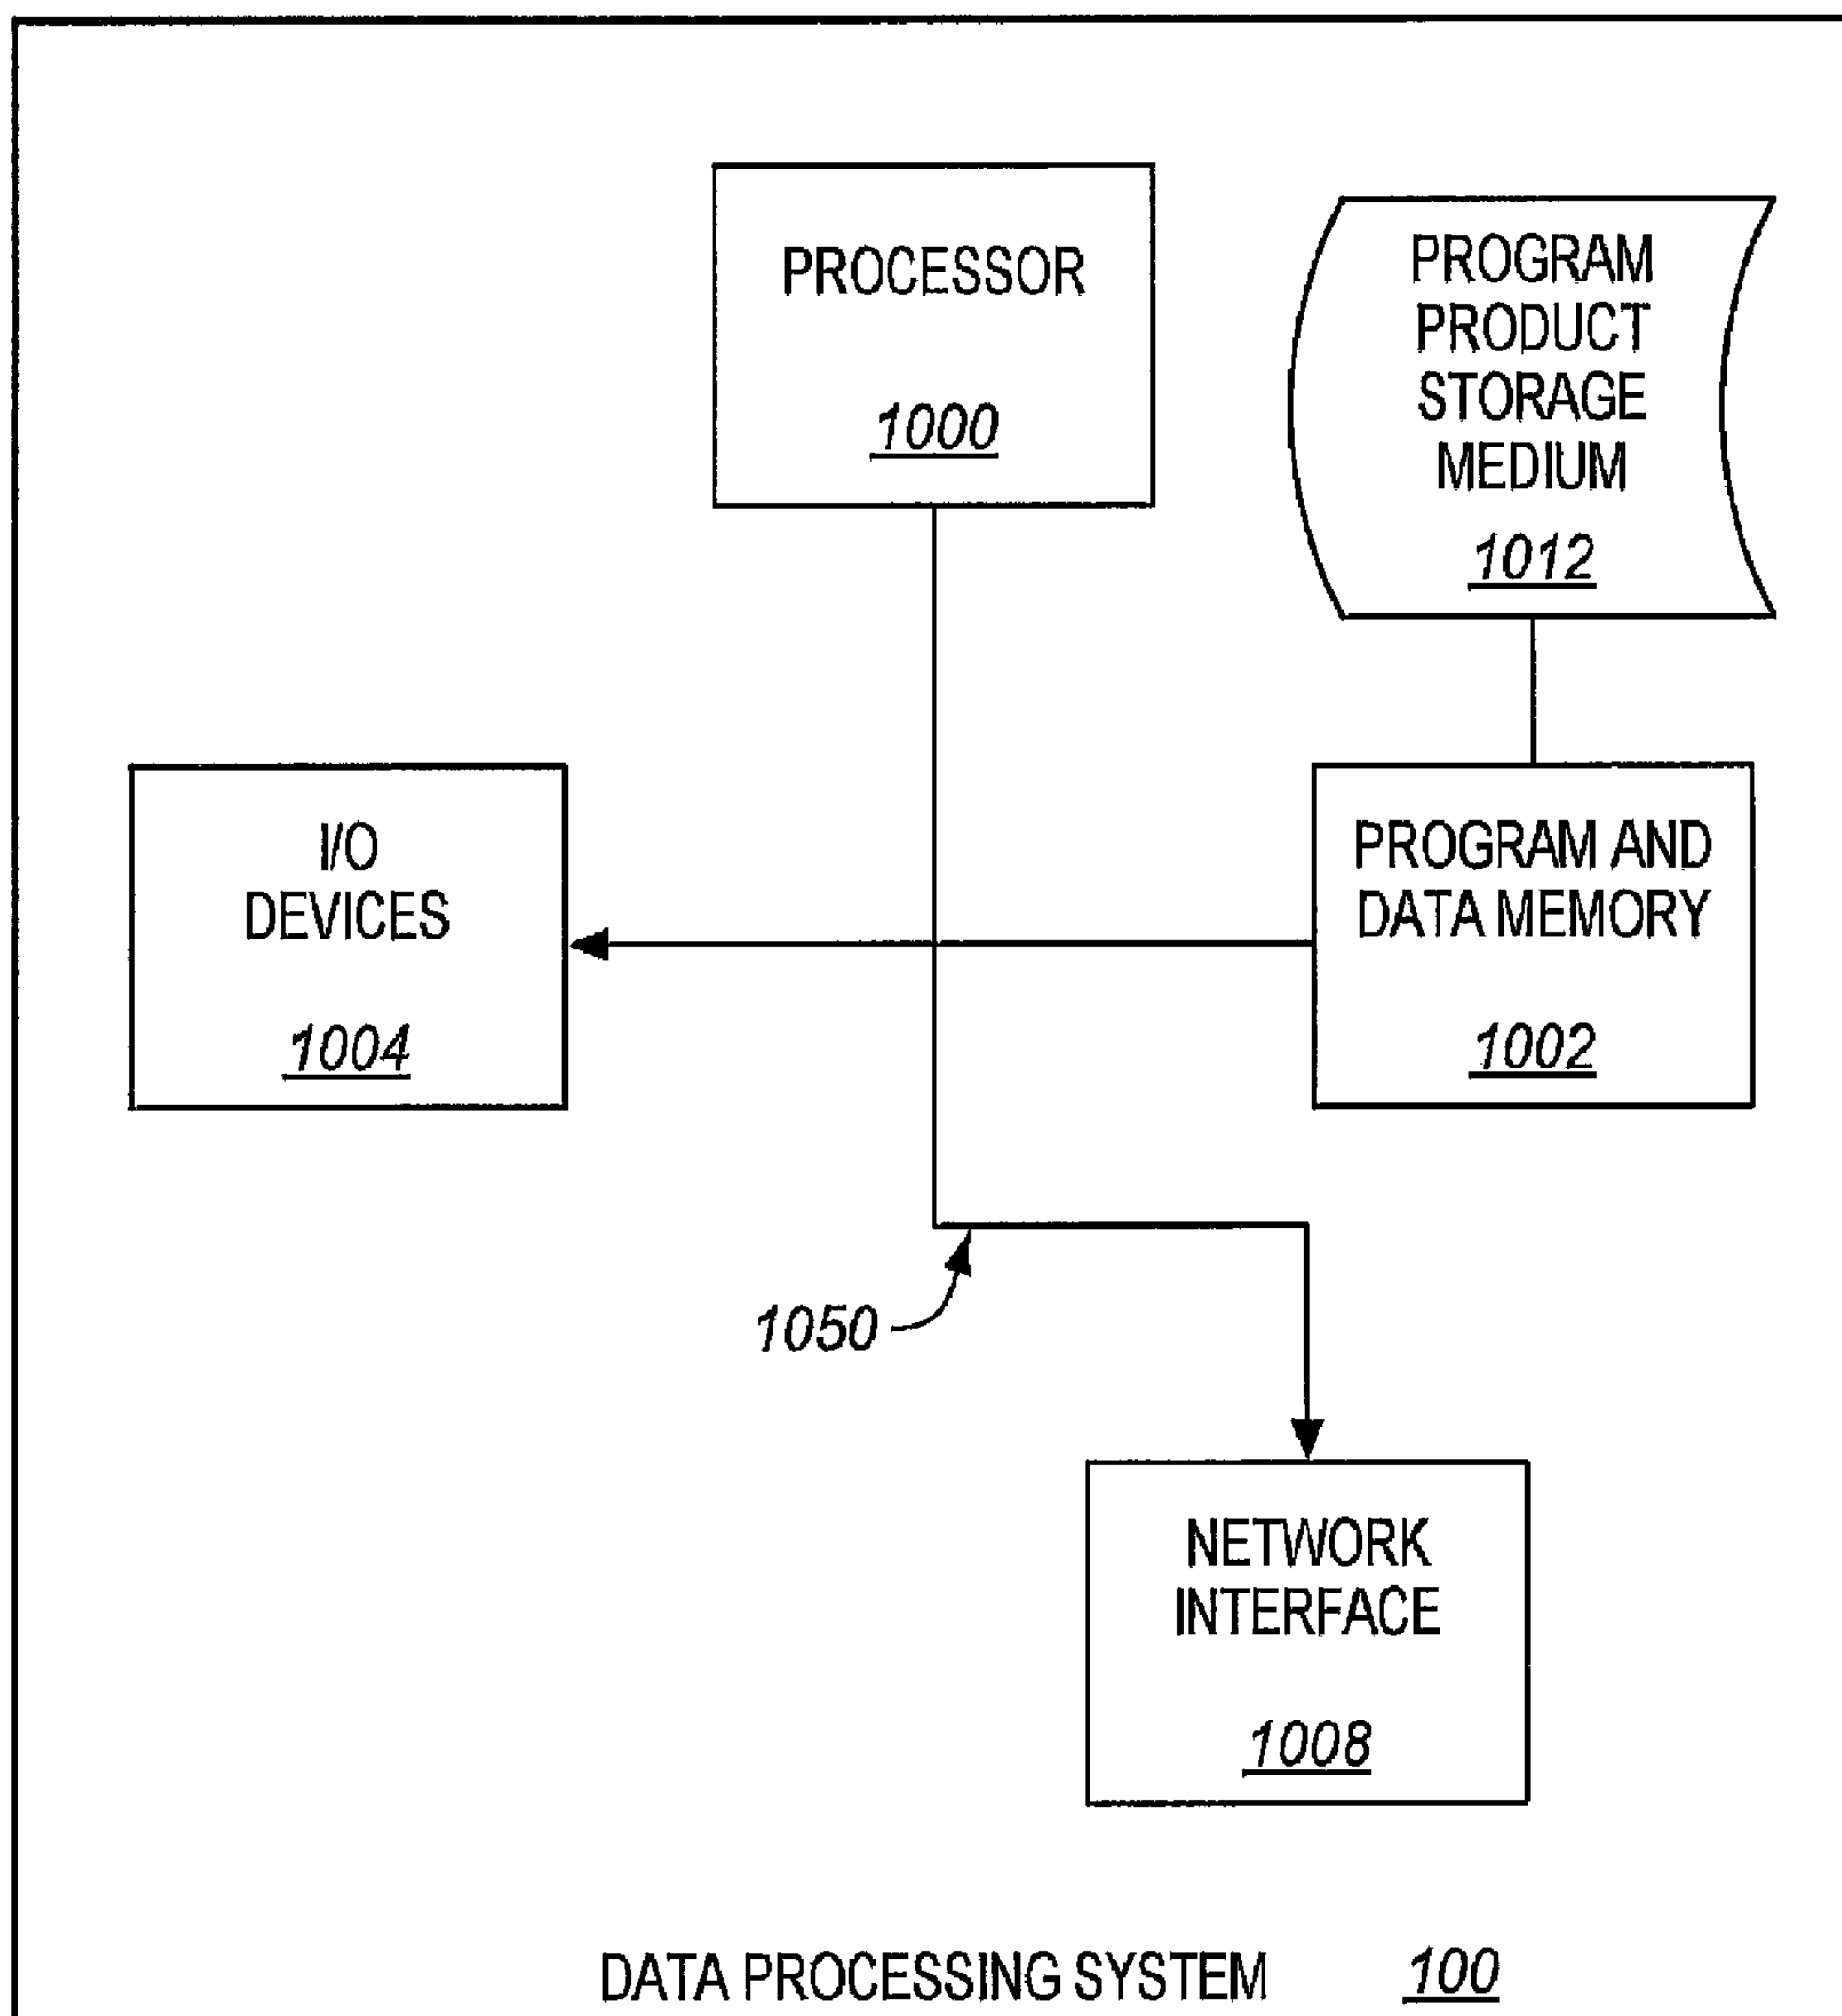 PROCESSOR
1000
PROGRAM
PRODUCT
STORAGE
MEDIUM
1012
I/O
DEVICES
1004
PROGRAM AND
DATA MEMORY
1002
1050
NETWORK
INTERFACE
1008
DATA PROCESSING SYSTEM 100